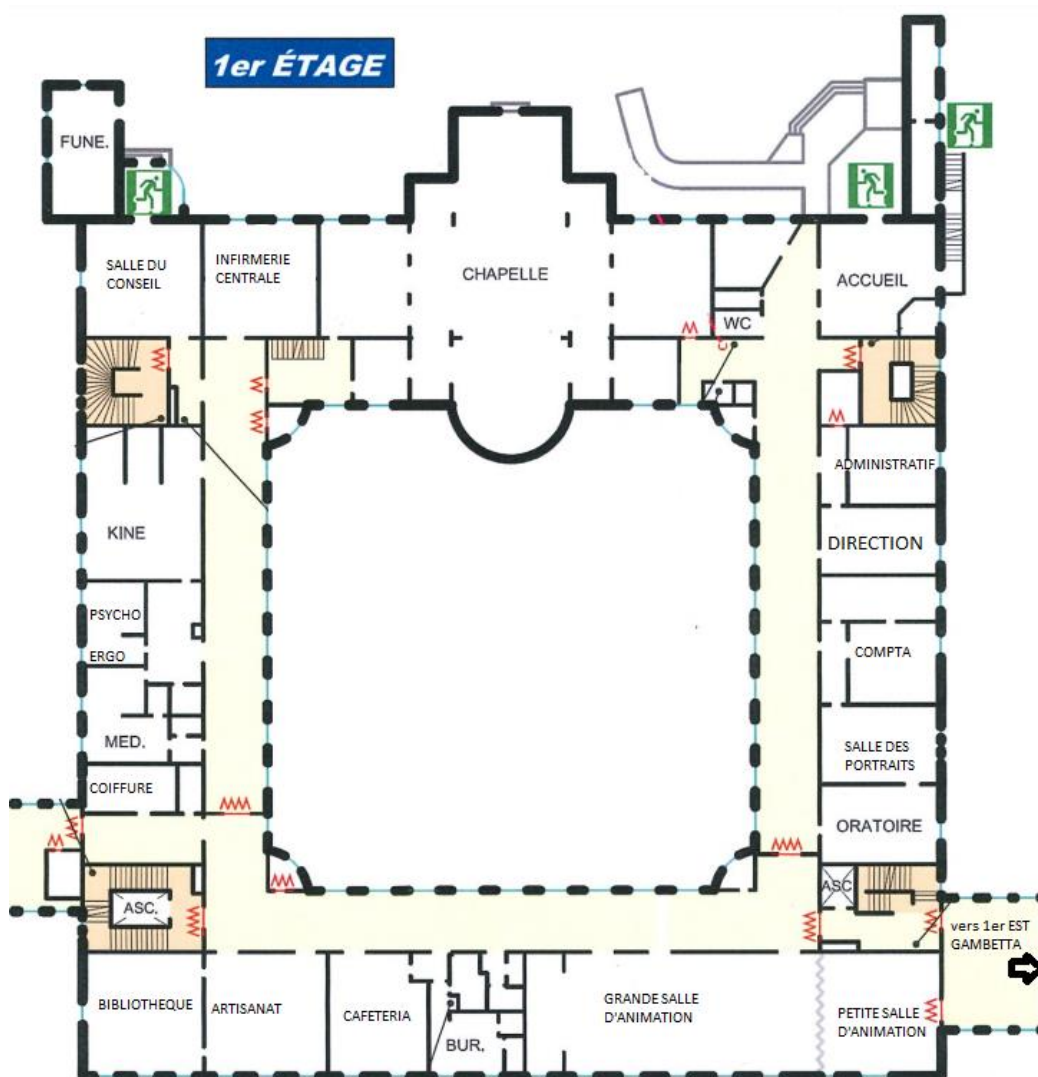 1er ÉTAGE
FUNE.
SALLE DU
CONSEIL
INFIRMERIE
CENTRALE
CHAPELLE
WC
ACCUEIL
ADMINISTRATIF
KINE
DIRECTION
PSYCHO
ERGO
COMPTA
MED.
SALLE DES
PORTRAITS
COIFFURE
ORATOIRE
ASC.
ASC
vers 1er EST
GAMBETTA
BIBLIOTHEQUE
ARTISANAT
CAFETERIA
BUR.
GRANDE SALLE
D'ANIMATION
PETITE SALLE
D'ANIMATION